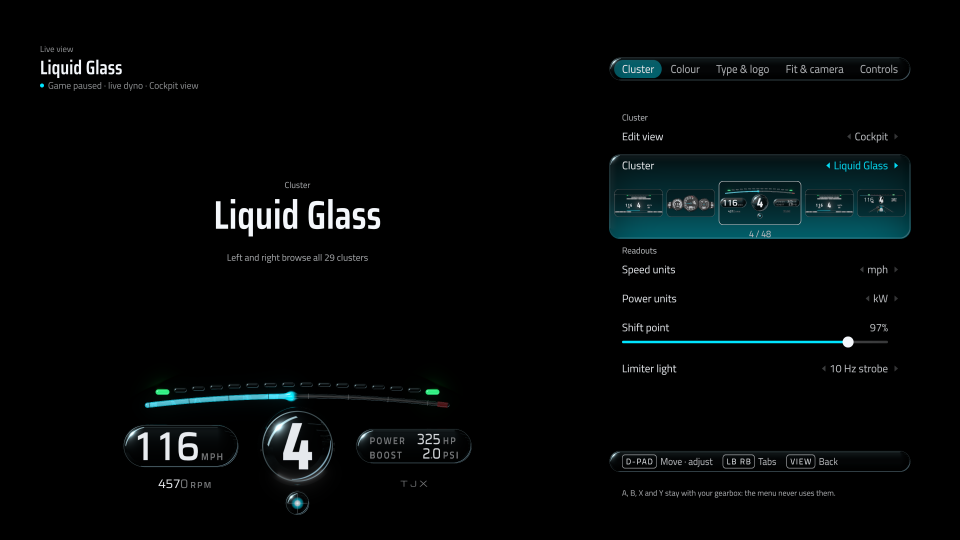 Live view
Liquid Glass
Game paused · live dyno · Cockpit view
Cluster
Liquid Glass
Left and right browse all 29 clusters
116 MPH
4570 RPM
4
POWER 325 HP
BOOST 2.0 PSI
TJX
Cluster Colour Type & logo Fit & camera Controls
Cluster
Edit view Cockpit
Cluster Liquid Glass
116 4
4 / 48
Readouts
Speed units mph
Power units kW
Shift point 97%
Limiter light 10 Hz strobe
D-PAD Move · adjust LB RB Tabs VIEW Back
A, B, X and Y stay with your gearbox: the menu never uses them.